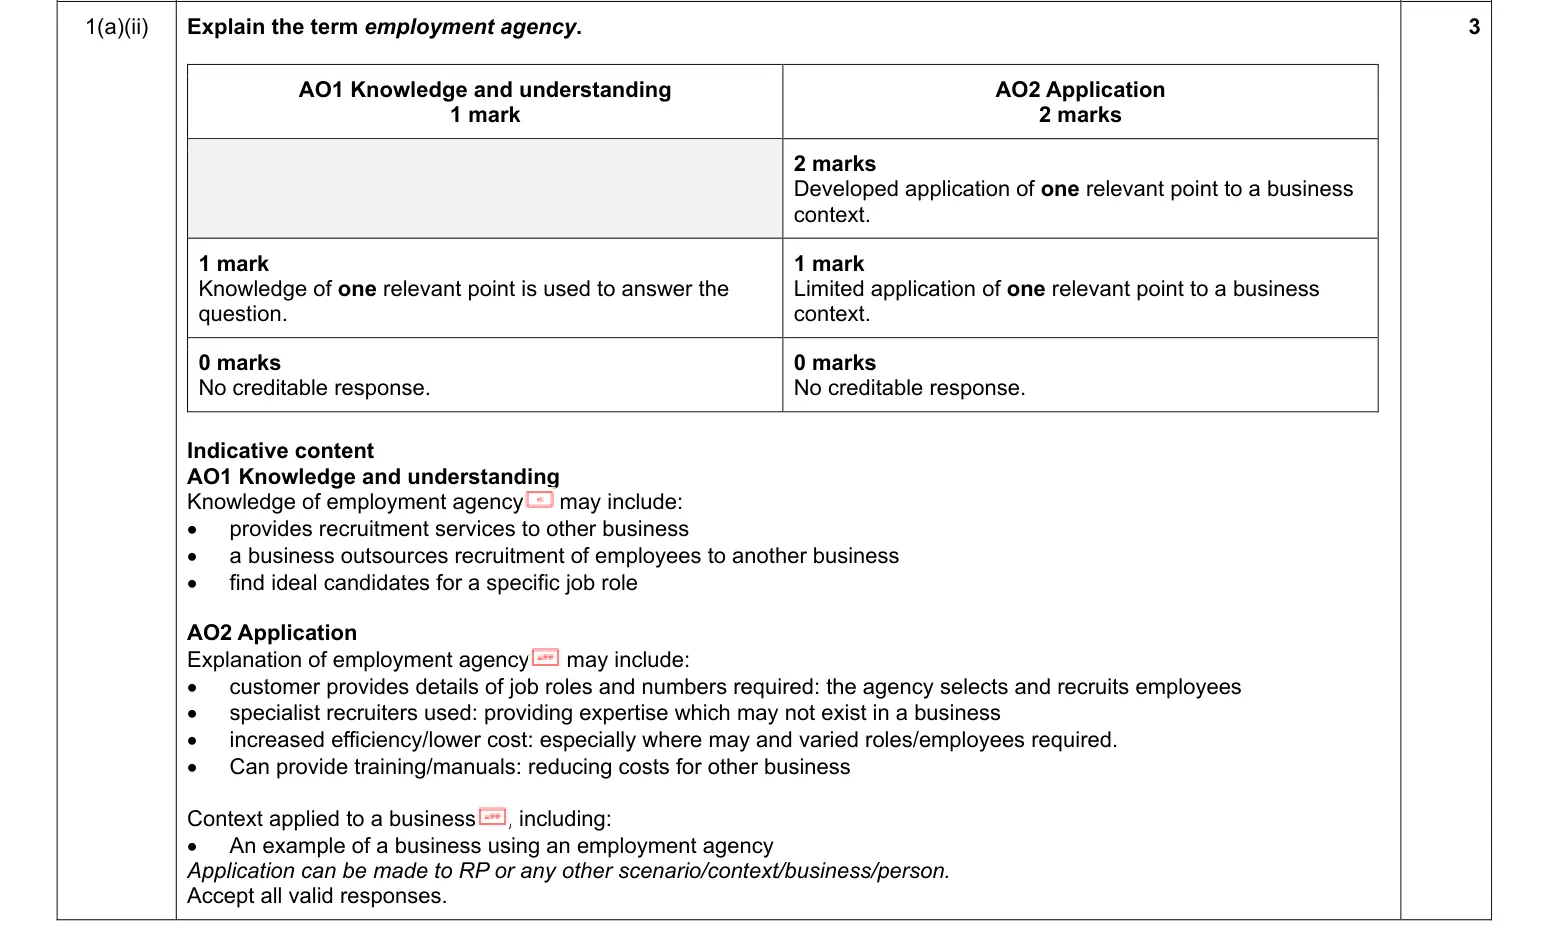 1(a)(ii)
Explain the term employment agency.
3
AO1 Knowledge and understanding
1 mark
AO2 Application
2 marks
2 marks
Developed application of one relevant point to a business
context.
1 mark
Knowledge of one relevant point is used to answer the
question.
1 mark
Limited application of one relevant point to a business
context.
0 marks
No creditable response.
0 marks
No creditable response.
Indicative content
AO1 Knowledge and understanding
Knowledge of employment agency may include:
• provides recruitment services to other business
• a business outsources recruitment of employees to another business
• find ideal candidates for a specific job role
AO2 Application
Explanation of employment agency may include:
• customer provides details of job roles and numbers required: the agency selects and recruits employees
• specialist recruiters used: providing expertise which may not exist in a business
• increased efficiency/lower cost: especially where may and varied roles/employees required.
• Can provide training/manuals: reducing costs for other business
Context applied to a business, including:
• An example of a business using an employment agency
Application can be made to RP or any other scenario/context/business/person.
Accept all valid responses.